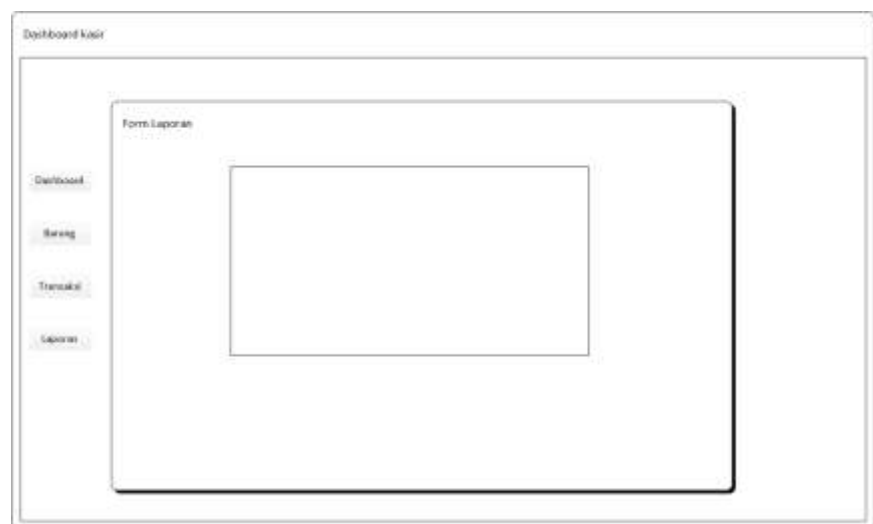 Dashboard kasir
Form Laporan
Dashboard
Barang
Transaksi
Laporan